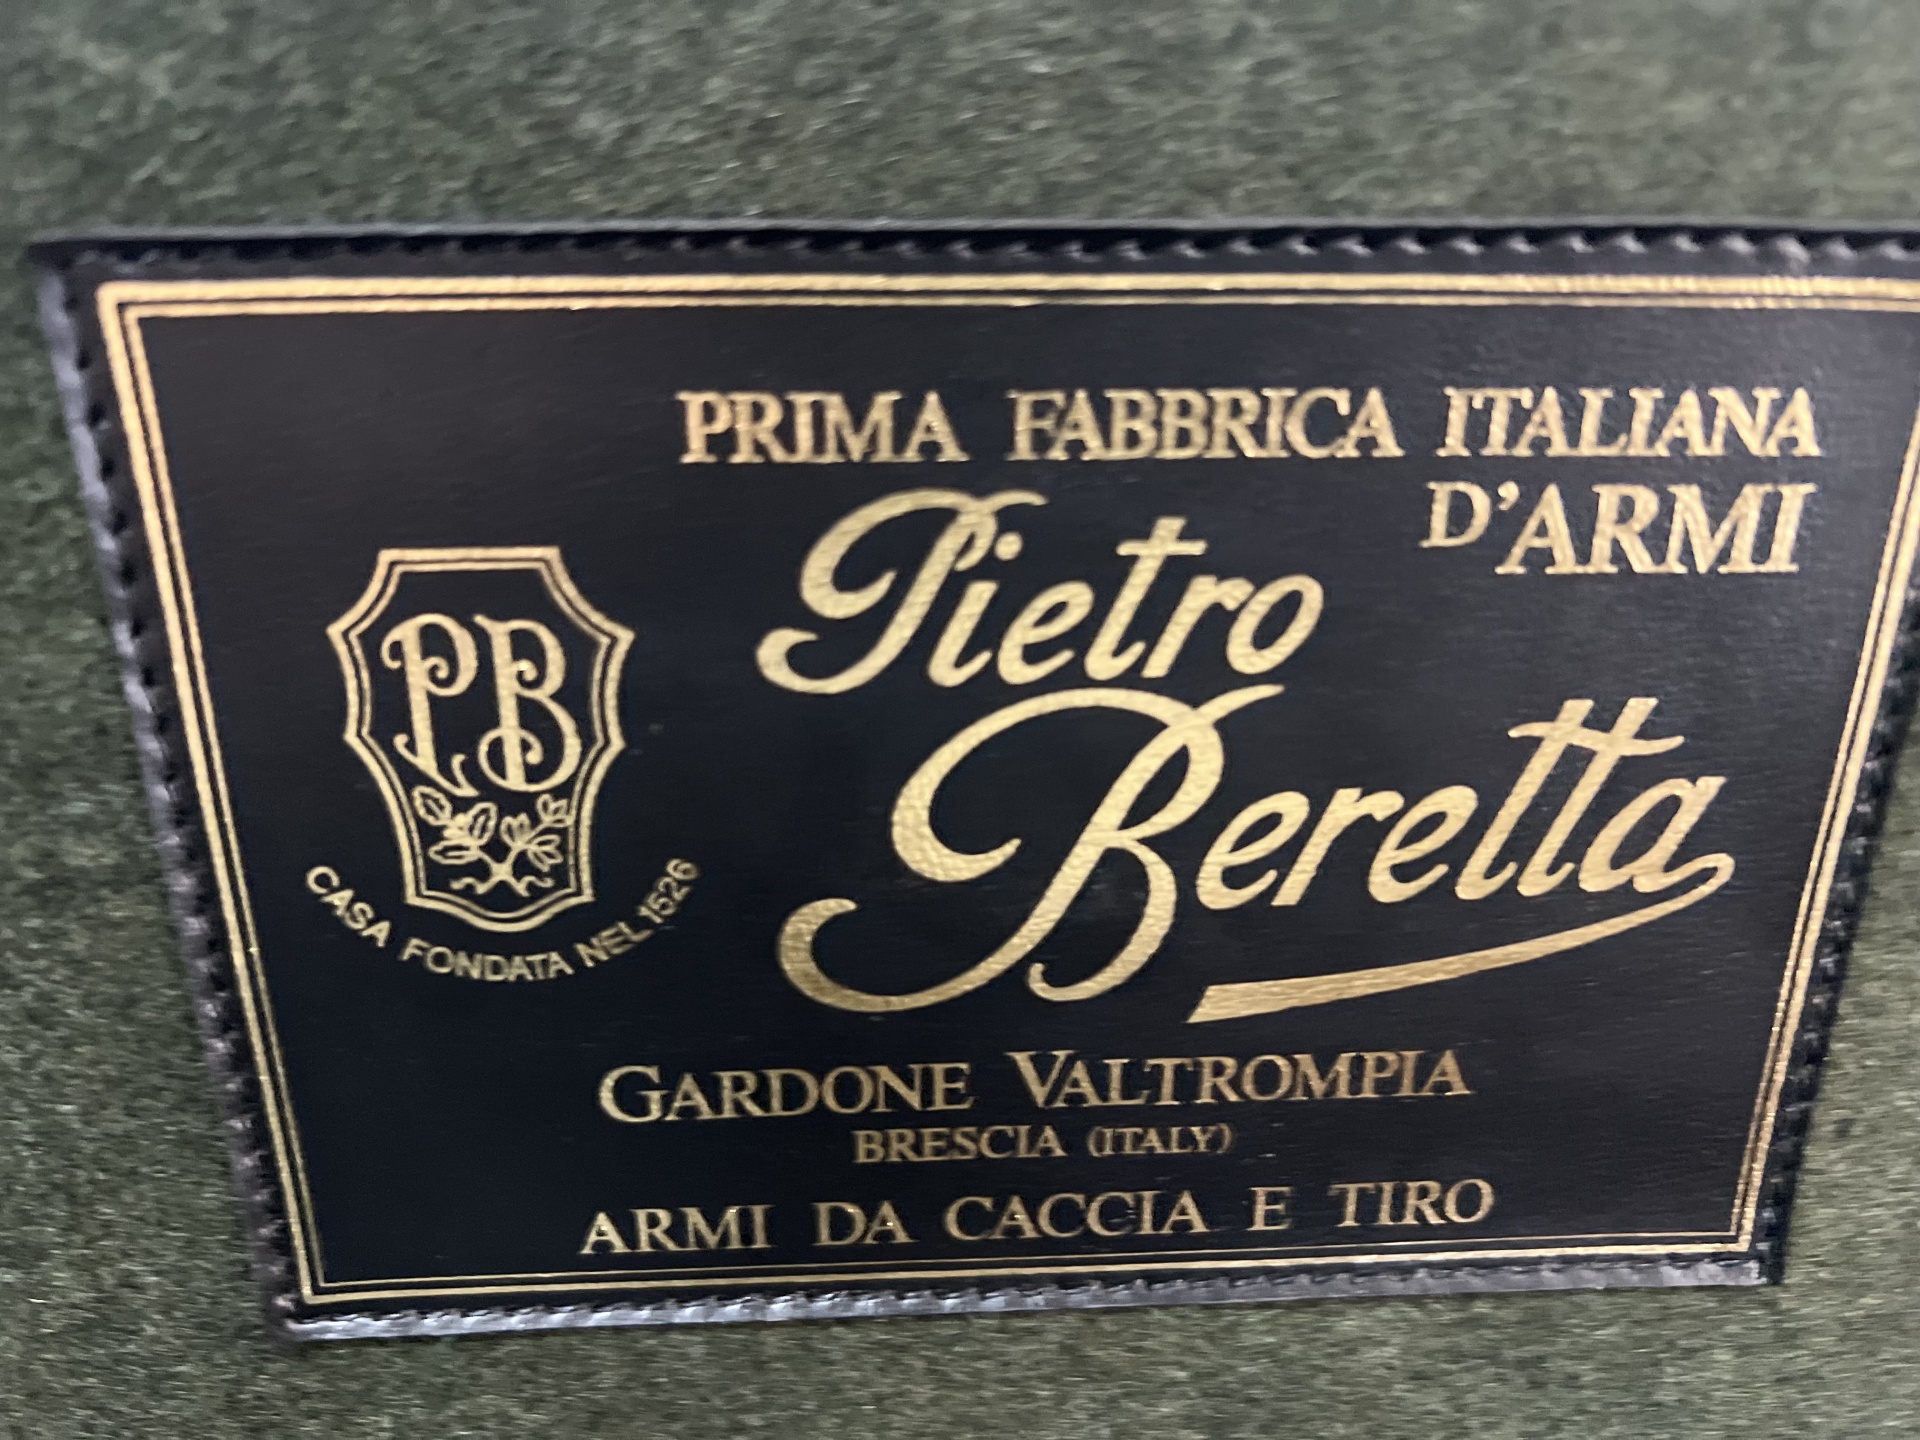 PRIMA FABBRICA ITALIANA
D'ARMI
Pietro
Beretta
PB
CASA FONDATA NEL 1526
GARDONE VALTROMPIA
BRESCIA (ITALY)
ARMI DA CACCIA E TIRO